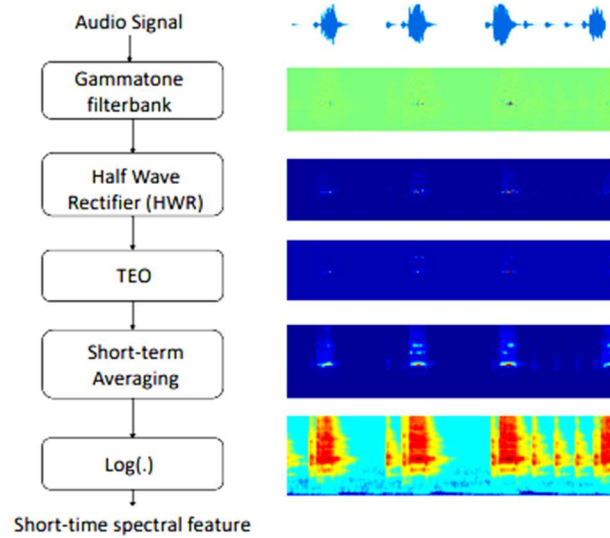 Audio Signal
Gammatone
filterbank
Half Wave
Rectifier (HWR)
TEO
Short-term
Averaging
Log(.)
Short-time spectral feature